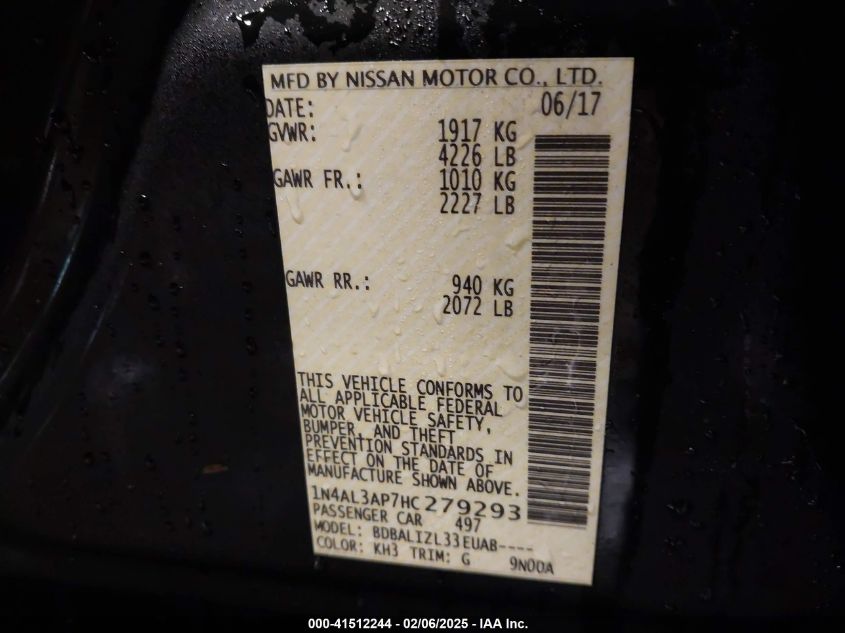 MFD BY NISSAN MOTOR CO., LTD.
DATE: 06/17
GVWR: 1917 KG
4226 LB
GAWR FR.: 1010 KG
2227 LB
GAWR RR.: 940 KG
2072 LB
THIS VEHICLE CONFORMS TO
ALL APPLICABLE FEDERAL
MOTOR VEHICLE SAFETY,
BUMPER, AND THEFT
PREVENTION STANDARDS IN
EFFECT ON THE DATE OF
MANUFACTURE SHOWN ABOVE.
1N4AL3AP7HC279293
PASSENGER CAR 497
MODEL: BDBALIZL33EUAB----
COLOR: KH3 TRIM: G 9N00A
000-41512244 - 02/06/2025 - IAA Inc.